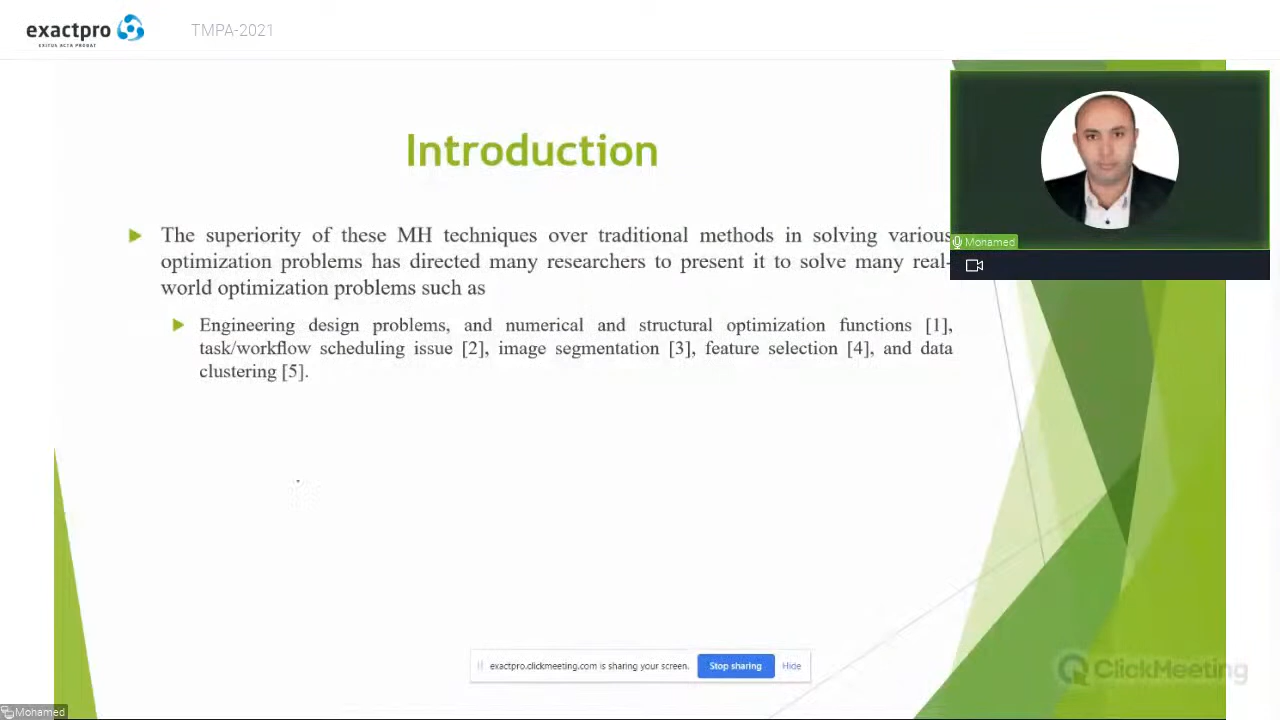 exactpro
EXITUS ACTA PROBAT
TMPA-2021
Introduction
The superiority of these MH techniques over traditional methods in solving various
optimization problems has directed many researchers to present it to solve many real-
world optimization problems such as
Engineering design problems, and numerical and structural optimization functions [1],
task/workflow scheduling issue [2], image segmentation [3], feature selection [4], and data
clustering [5].
Mohamed
exactpro.clickmeeting.com is sharing your screen.
Stop sharing
Hide
ClickMeeting
Mohamed